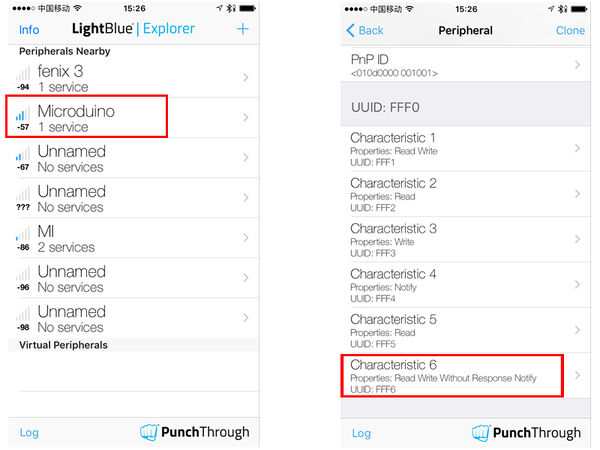 中国移动 15:26
Info LightBlue | Explorer +
Peripherals Nearby
fenix 3
-94 1 service
Microduino
-57 1 service
Unnamed
-67 No services
Unnamed
??? No services
MI
-86 2 services
Unnamed
-96 No services
Unnamed
-98 No services
Virtual Peripherals
Log PunchThrough
中国移动 15:26
Back Peripheral Clone
PnP ID
<010d0000 001001>
UUID: FFF0
Characteristic 1
Properties: Read Write
UUID: FFF1
Characteristic 2
Properties: Read
UUID: FFF2
Characteristic 3
Properties: Write
UUID: FFF3
Characteristic 4
Properties: Notify
UUID: FFF4
Characteristic 5
Properties: Read
UUID: FFF5
Characteristic 6
Properties: Read Write Without Response Notify
UUID: FFF6
Log PunchThrough